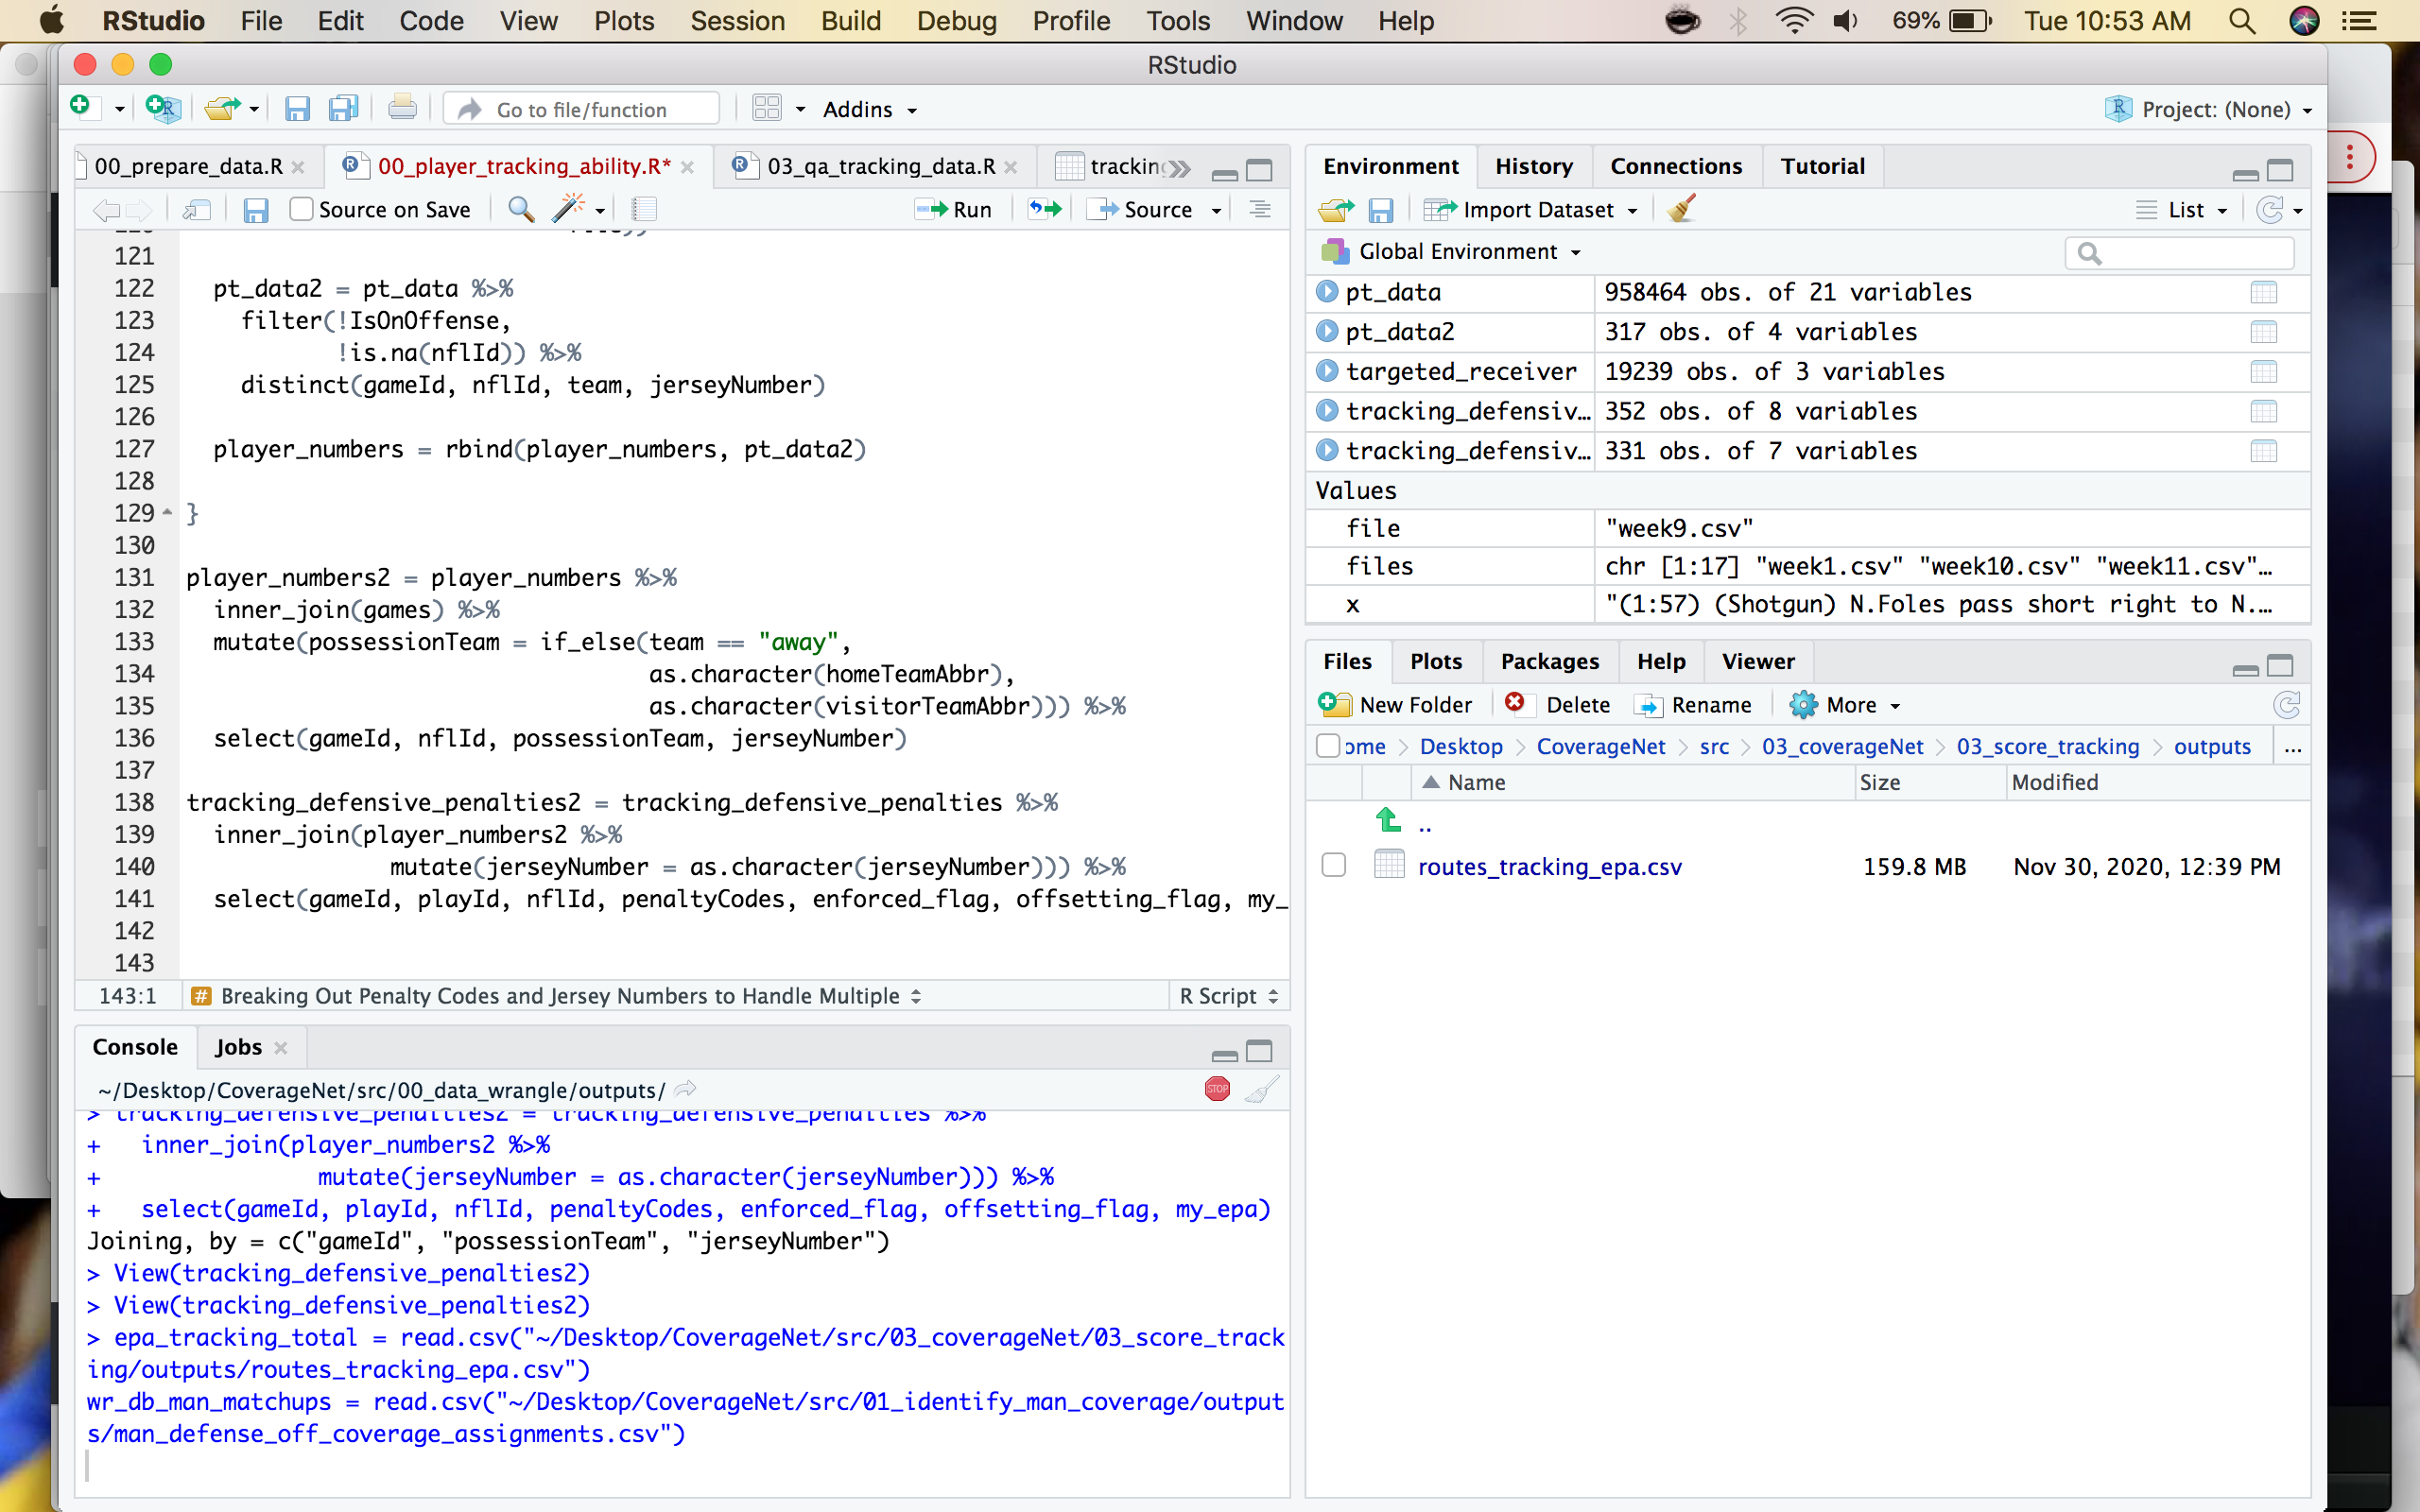 RStudio File Edit Code View Plots Session Build Debug Profile Tools Window Help 69% Tue 10:53 AM
RStudio
Go to file/function Addins Project: (None)
00_prepare_data.R 00_player_tracking_ability.R* 03_qa_tracking_data.R tracking
Source on Save Run Source
121
122 pt_data2 = pt_data %>%
123 filter(!IsOnOffense,
124 !is.na(nflId)) %>%
125 distinct(gameId, nflId, team, jerseyNumber)
126
127 player_numbers = rbind(player_numbers, pt_data2)
128
129 }
130
131 player_numbers2 = player_numbers %>%
132 inner_join(games) %>%
133 mutate(possessionTeam = if_else(team == "away",
134 as.character(homeTeamAbbr),
135 as.character(visitorTeamAbbr))) %>%
136 select(gameId, nflId, possessionTeam, jerseyNumber)
137
138 tracking_defensive_penalties2 = tracking_defensive_penalties %>%
139 inner_join(player_numbers2 %>%
140 mutate(jerseyNumber = as.character(jerseyNumber))) %>%
141 select(gameId, playId, nflId, penaltyCodes, enforced_flag, offsetting_flag, my_
142
143
143:1 # Breaking Out Penalty Codes and Jersey Numbers to Handle Multiple R Script
Console Jobs
~/Desktop/CoverageNet/src/00_data_wrangle/outputs/
STOP
> tracking_defensive_penalties2 = tracking_defensive_penalties %>%
+ inner_join(player_numbers2 %>%
+ mutate(jerseyNumber = as.character(jerseyNumber))) %>%
+ select(gameId, playId, nflId, penaltyCodes, enforced_flag, offsetting_flag, my_epa)
Joining, by = c("gameId", "possessionTeam", "jerseyNumber")
> View(tracking_defensive_penalties2)
> View(tracking_defensive_penalties2)
> epa_tracking_total = read.csv("~/Desktop/CoverageNet/src/03_coverageNet/03_score_track
ing/outputs/routes_tracking_epa.csv")
wr_db_man_matchups = read.csv("~/Desktop/CoverageNet/src/01_identify_man_coverage/output
s/man_defense_off_coverage_assignments.csv")
Environment History Connections Tutorial
Import Dataset List
Global Environment
pt_data 958464 obs. of 21 variables
pt_data2 317 obs. of 4 variables
targeted_receiver 19239 obs. of 3 variables
tracking_defensiv… 352 obs. of 8 variables
tracking_defensiv… 331 obs. of 7 variables
Values
file "week9.csv"
files chr [1:17] "week1.csv" "week10.csv" "week11.csv"…
x "(1:57) (Shotgun) N.Foles pass short right to N.…
Files Plots Packages Help Viewer
New Folder Delete Rename More
ome > Desktop > CoverageNet > src > 03_coverageNet > 03_score_tracking > outputs ...
Name Size Modified
..
routes_tracking_epa.csv 159.8 MB Nov 30, 2020, 12:39 PM